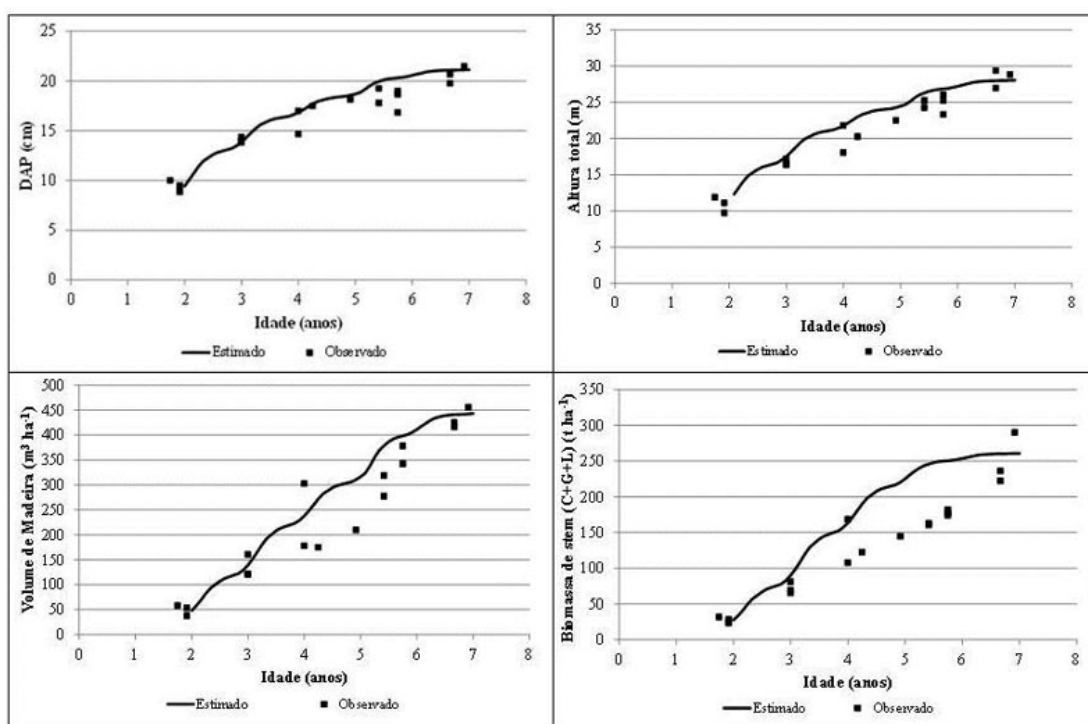 25
20
15
10
5
0
DAP (cm)
0 1 2 3 4 5 6 7 8
Idade (anos)
Estimado Observado
35
30
25
20
15
10
5
0
Altura total (m)
0 1 2 3 4 5 6 7 8
Idade (anos)
Estimado Observado
500
450
400
350
300
250
200
150
100
50
0
Volume de Madeira (m³ ha⁻¹)
0 1 2 3 4 5 6 7 8
Idade (anos)
Estimado Observado
350
300
250
200
150
100
50
0
Biomassa de stem (C+G+L) (t ha⁻¹)
0 1 2 3 4 5 6 7 8
Idade (anos)
Estimado Observado